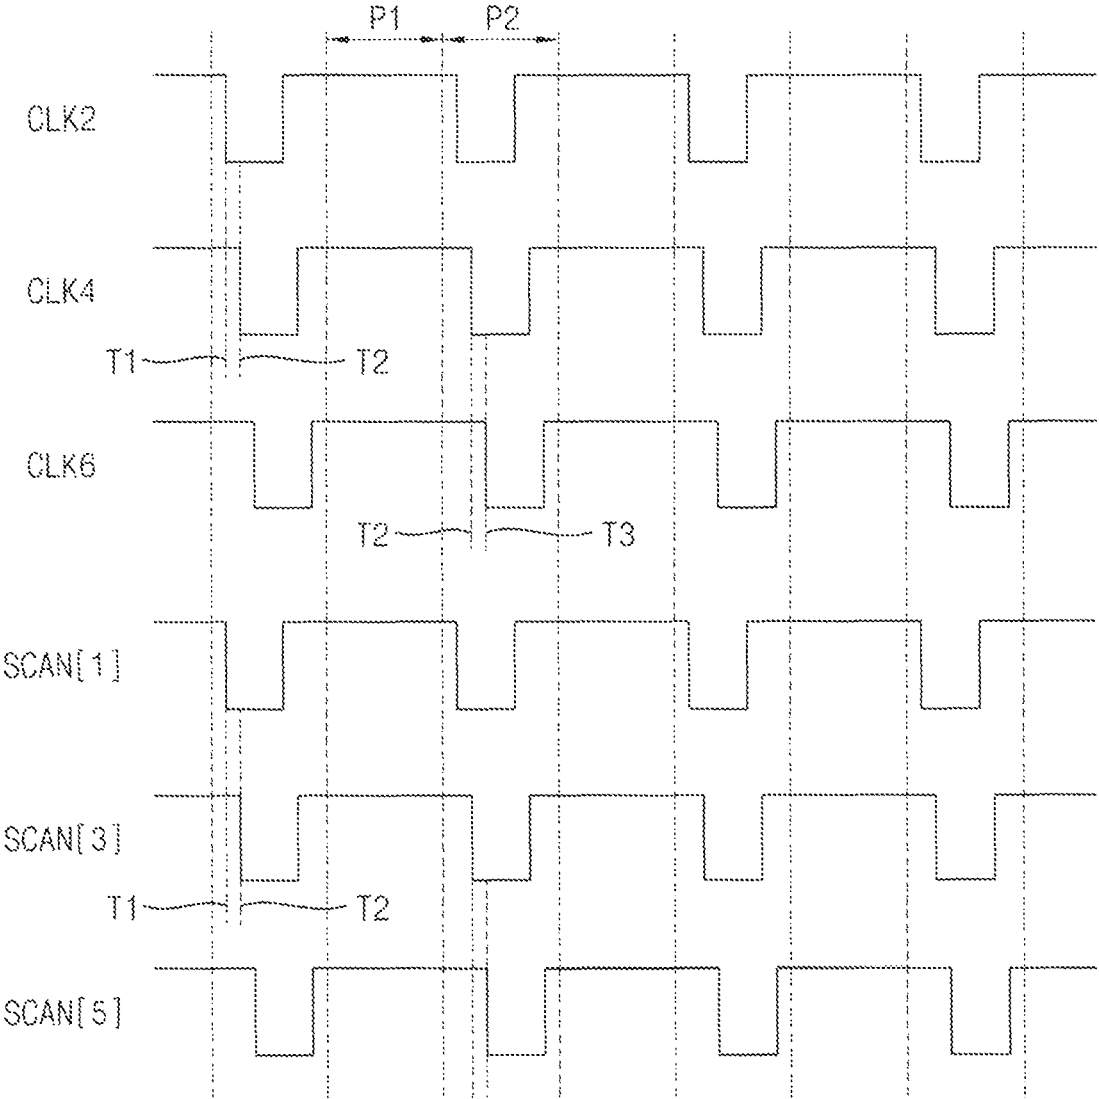 P1 P2
CLK2
CLK4
T1 T2
CLK6
T2 T3
SCAN[1]
SCAN[3]
T1 T2
SCAN[5]